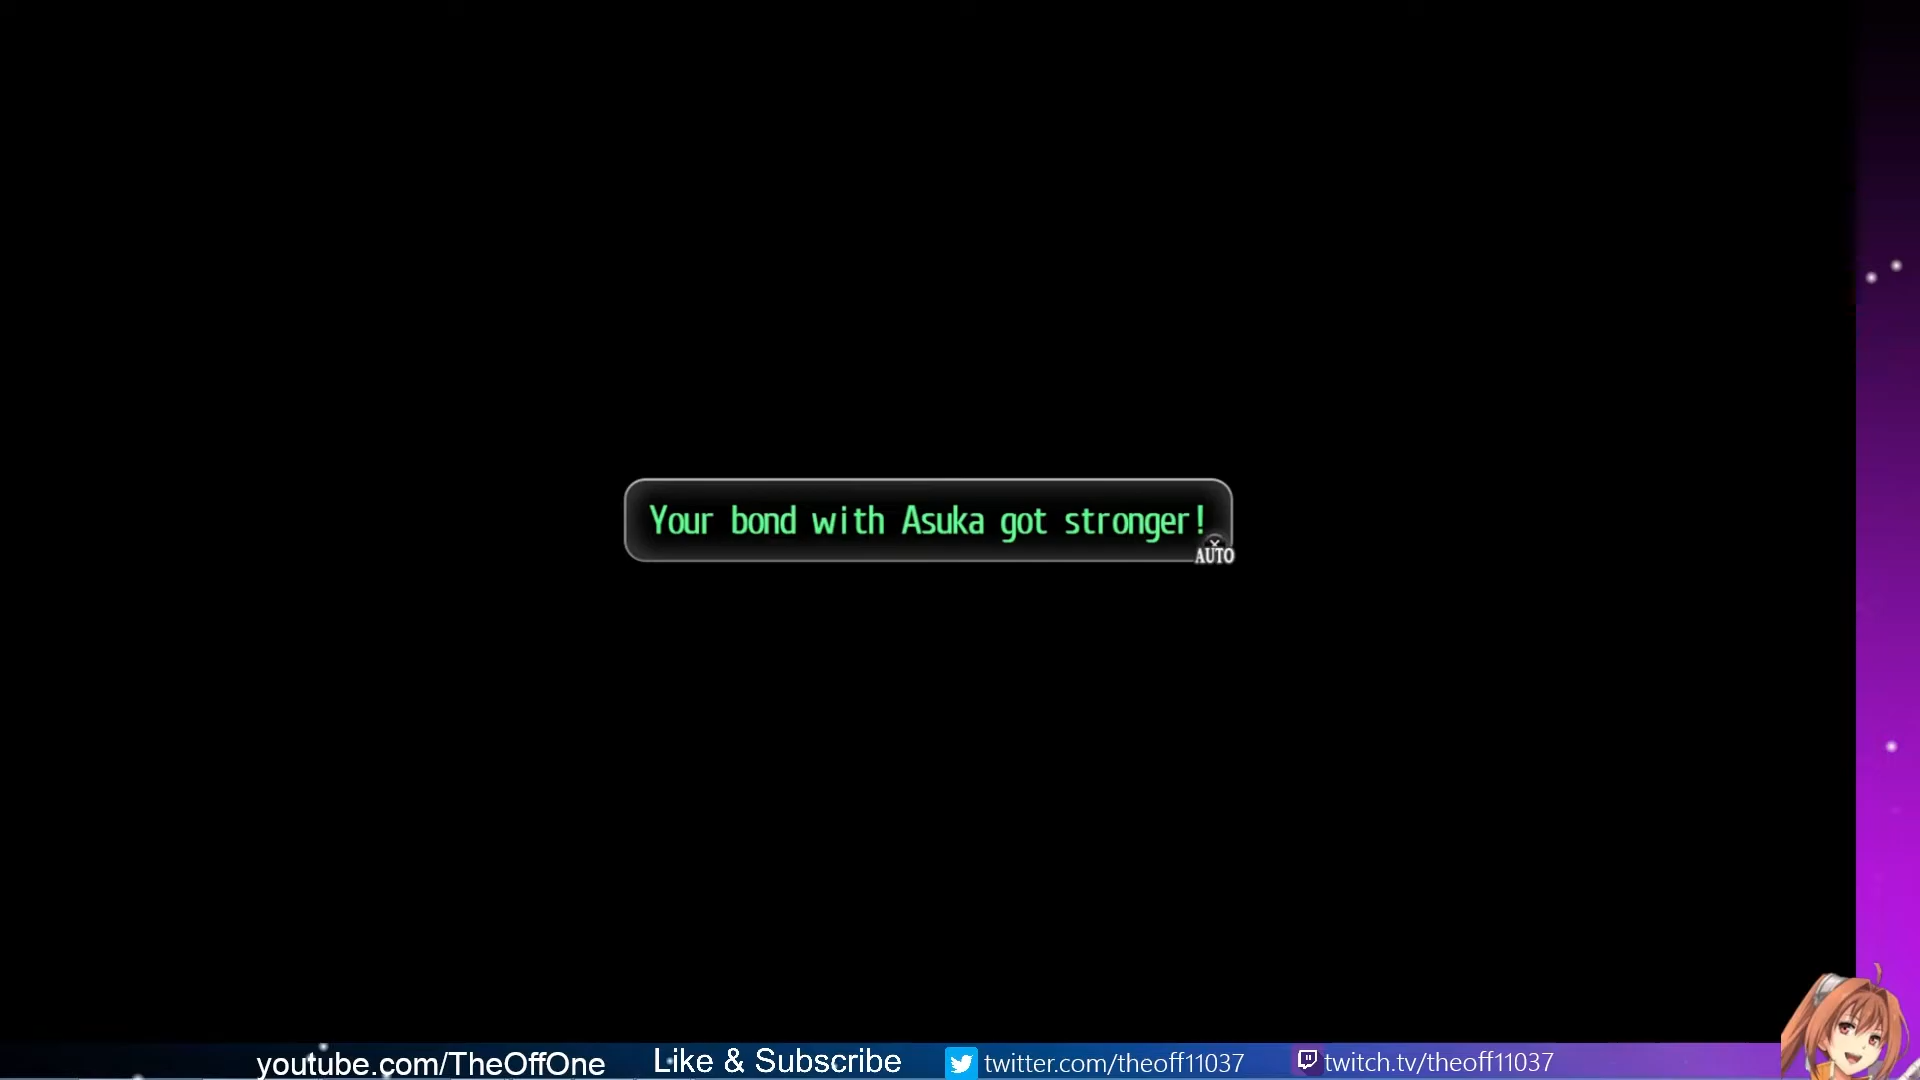 Your bond with Asuka got stronger!
AUTO
youtube.com/TheOffOne
Like & Subscribe
twitter.com/theoff11037
twitch.tv/theoff11037